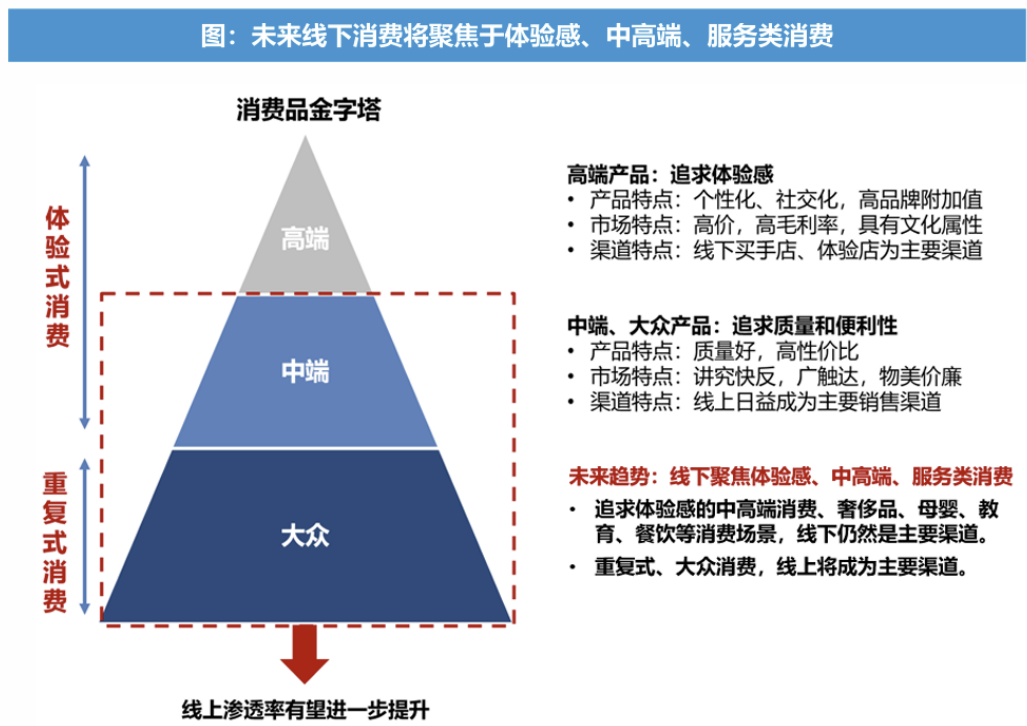 图：未来线下消费将聚焦于体验感、中高端、服务类消费
消费品金字塔
体验式消费
重复式消费
高端
中端
大众
线上渗透率有望进一步提升
高端产品：追求体验感
• 产品特点：个性化、社交化，高品牌附加值
• 市场特点：高价，高毛利率，具有文化属性
• 渠道特点：线下买手店、体验店为主要渠道
中端、大众产品：追求质量和便利性
• 产品特点：质量好，高性价比
• 市场特点：讲究快反，广触达，物美价廉
• 渠道特点：线上日益成为主要销售渠道
未来趋势：线下聚焦体验感、中高端、服务类消费
• 追求体验感的中高端消费、奢侈品、母婴、教
育、餐饮等消费场景，线下仍然是主要渠道。
• 重复式、大众消费，线上将成为主要渠道。